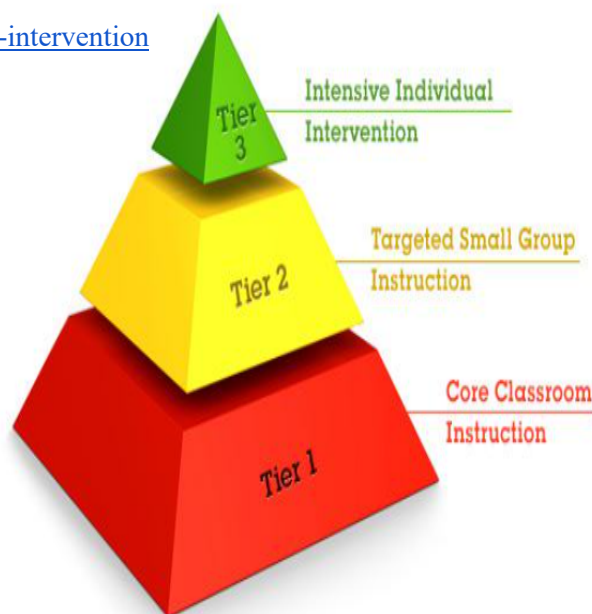 -intervention
Intensive Individual
Intervention
Tier
3
Targeted Small Group
Instruction
Tier 2
Core Classroom
Instruction
Tier 1